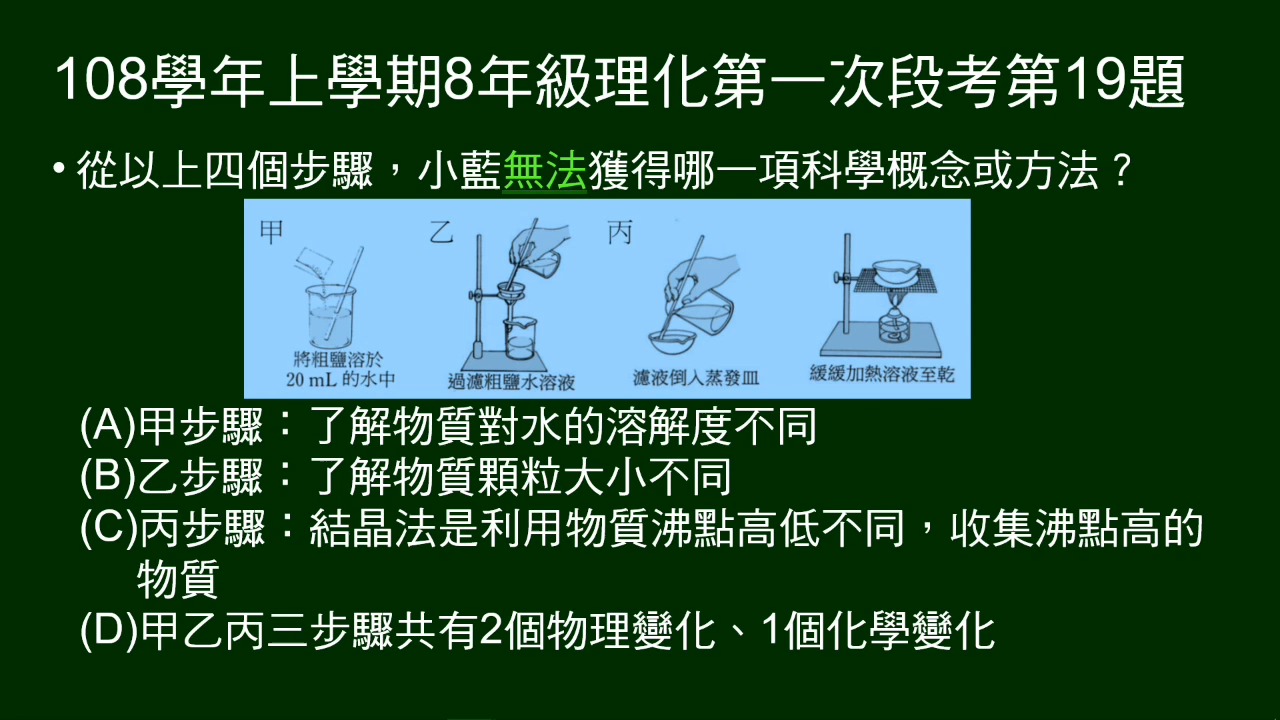 108學年上學期8年級理化第一次段考第19題
• 從以上四個步驟，小藍無法獲得哪一項科學概念或方法？
甲
乙
丙
將粗鹽溶於
20 mL 的水中
過濾粗鹽水溶液
濾液倒入蒸發皿
緩緩加熱溶液至乾
(A)甲步驟：了解物質對水的溶解度不同
(B)乙步驟：了解物質顆粒大小不同
(C)丙步驟：結晶法是利用物質沸點高低不同，收集沸點高的
物質
(D)甲乙丙三步驟共有2個物理變化、1個化學變化